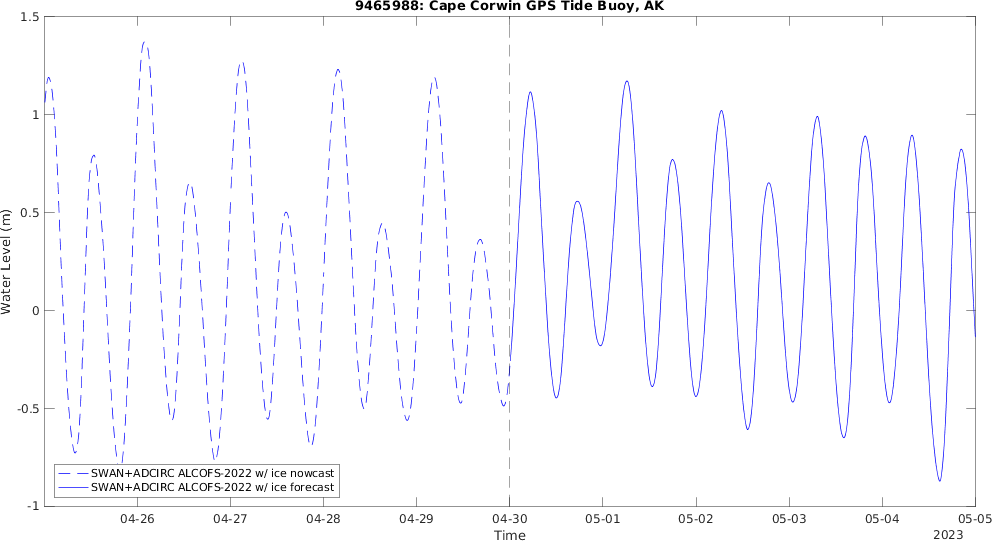 9465988: Cape Corwin GPS Tide Buoy, AK
1.5
1
0.5
0
-0.5
-1
Water Level (m)
SWAN+ADCIRC ALCOFS-2022 w/ ice nowcast
SWAN+ADCIRC ALCOFS-2022 w/ ice forecast
04-26 04-27 04-28 04-29 04-30 05-01 05-02 05-03 05-04 05-05
Time
2023